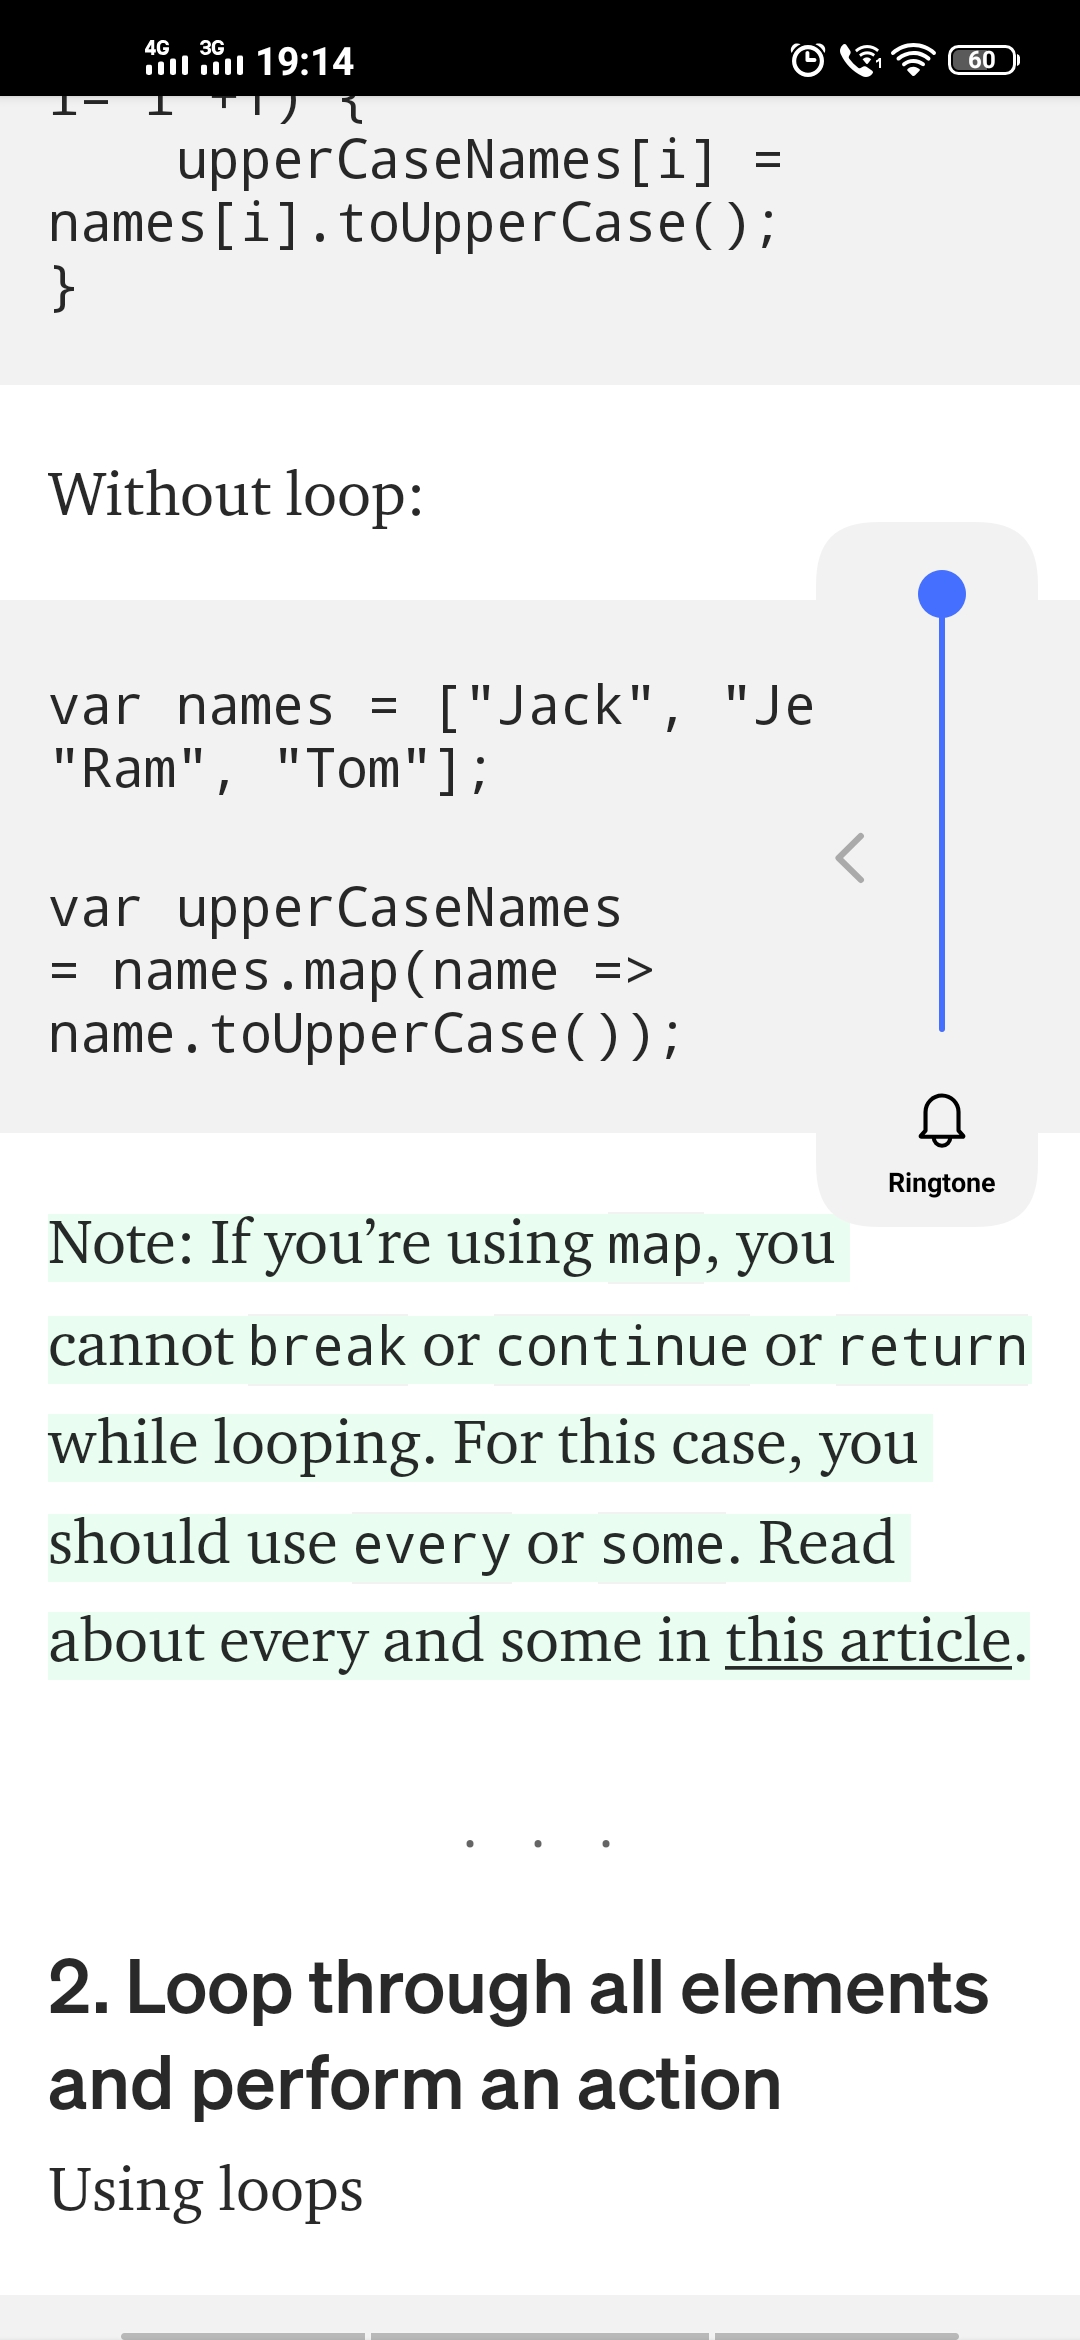 4G 3G 19:14 1 60
upperCaseNames[i] =
names[i].toUpperCase();
}
Without loop:
var names = ["Jack", "Je
"Ram", "Tom"];
var upperCaseNames
= names.map(name =>
name.toUpperCase());
Ringtone
Note: If you’re using map, you
cannot break or continue or return
while looping. For this case, you
should use every or some. Read
about every and some in this article.
. . .
2. Loop through all elements
and perform an action
Using loops